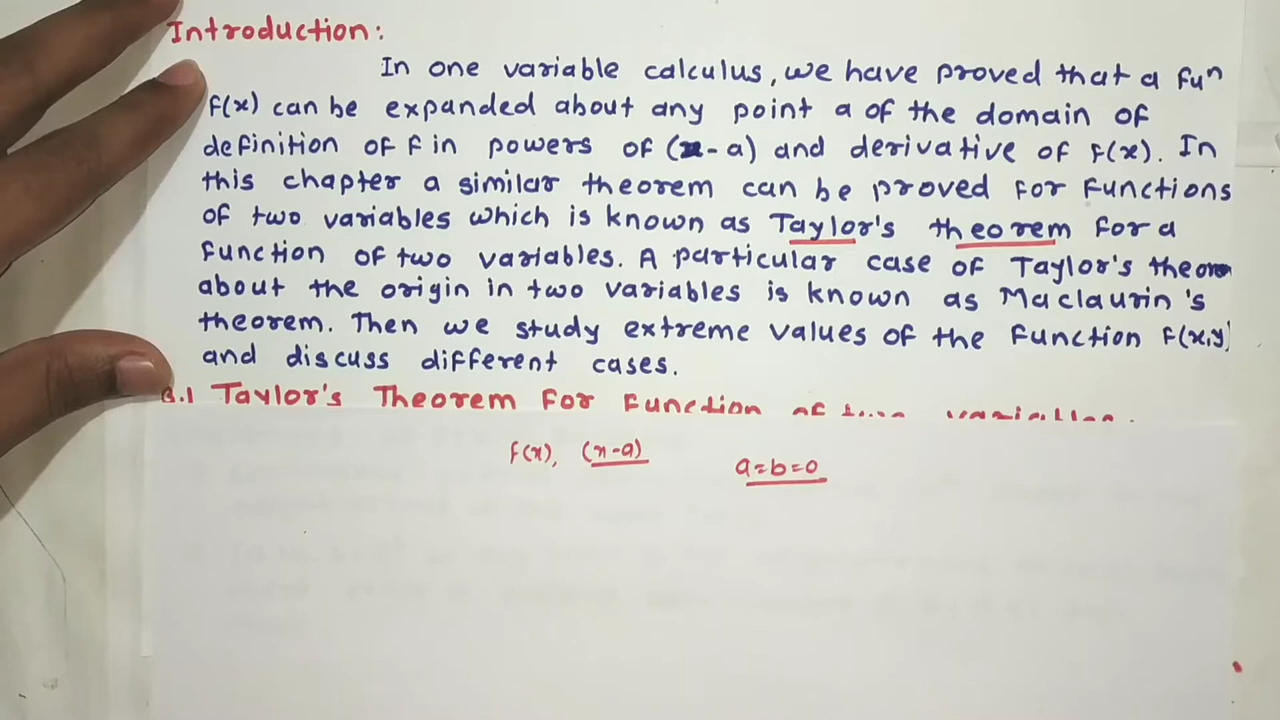 Introduction:
In one variable calculus, we have proved that a Fuⁿ
F(x) can be expanded about any point a of the domain of
definition of F in powers of (x-a) and derivative of F(x). In
this chapter a similar theorem can be proved for functions
of two variables which is known as Taylor's theorem for a
Function of two variables. A particular case of Taylor's theorem
about the origin in two variables is known as Maclaurin's
theorem. Then we study extreme values of the function F(x,y)
and discuss different cases.
Taylor's Theorem For Function of two variables.
F(x), (x-a)
a=b=0